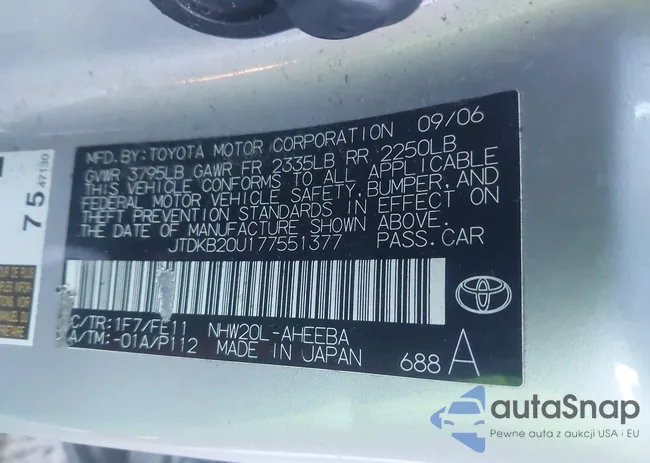 MFD. BY: TOYOTA MOTOR CORPORATION 09/06
GVWR 3795LB GAWR FR 2335LB RR 2250LB
THIS VEHICLE CONFORMS TO ALL APPLICABLE
FEDERAL MOTOR VEHICLE SAFETY, BUMPER, AND
THEFT PREVENTION STANDARDS IN EFFECT ON
THE DATE OF MANUFACTURE SHOWN ABOVE.
JTDKB20U177551377 PASS. CAR
C/TR: 1F7/FE11 NHW20L-AHEEBA
A/TM: -01A/P112 MADE IN JAPAN
688 A
75
47130
autaSnap
Pewne auta z aukcji USA i EU